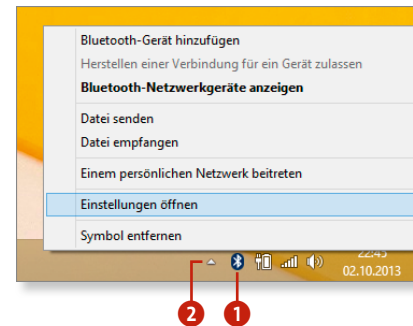 Bluetooth-Gerät hinzufügen
Herstellen einer Verbindung für ein Gerät zulassen
Bluetooth-Netzwerkgeräte anzeigen
Datei senden
Datei empfangen
Einem persönlichen Netzwerk beitreten
Einstellungen öffnen
Symbol entfernen
22:45
02.10.2013
2 1